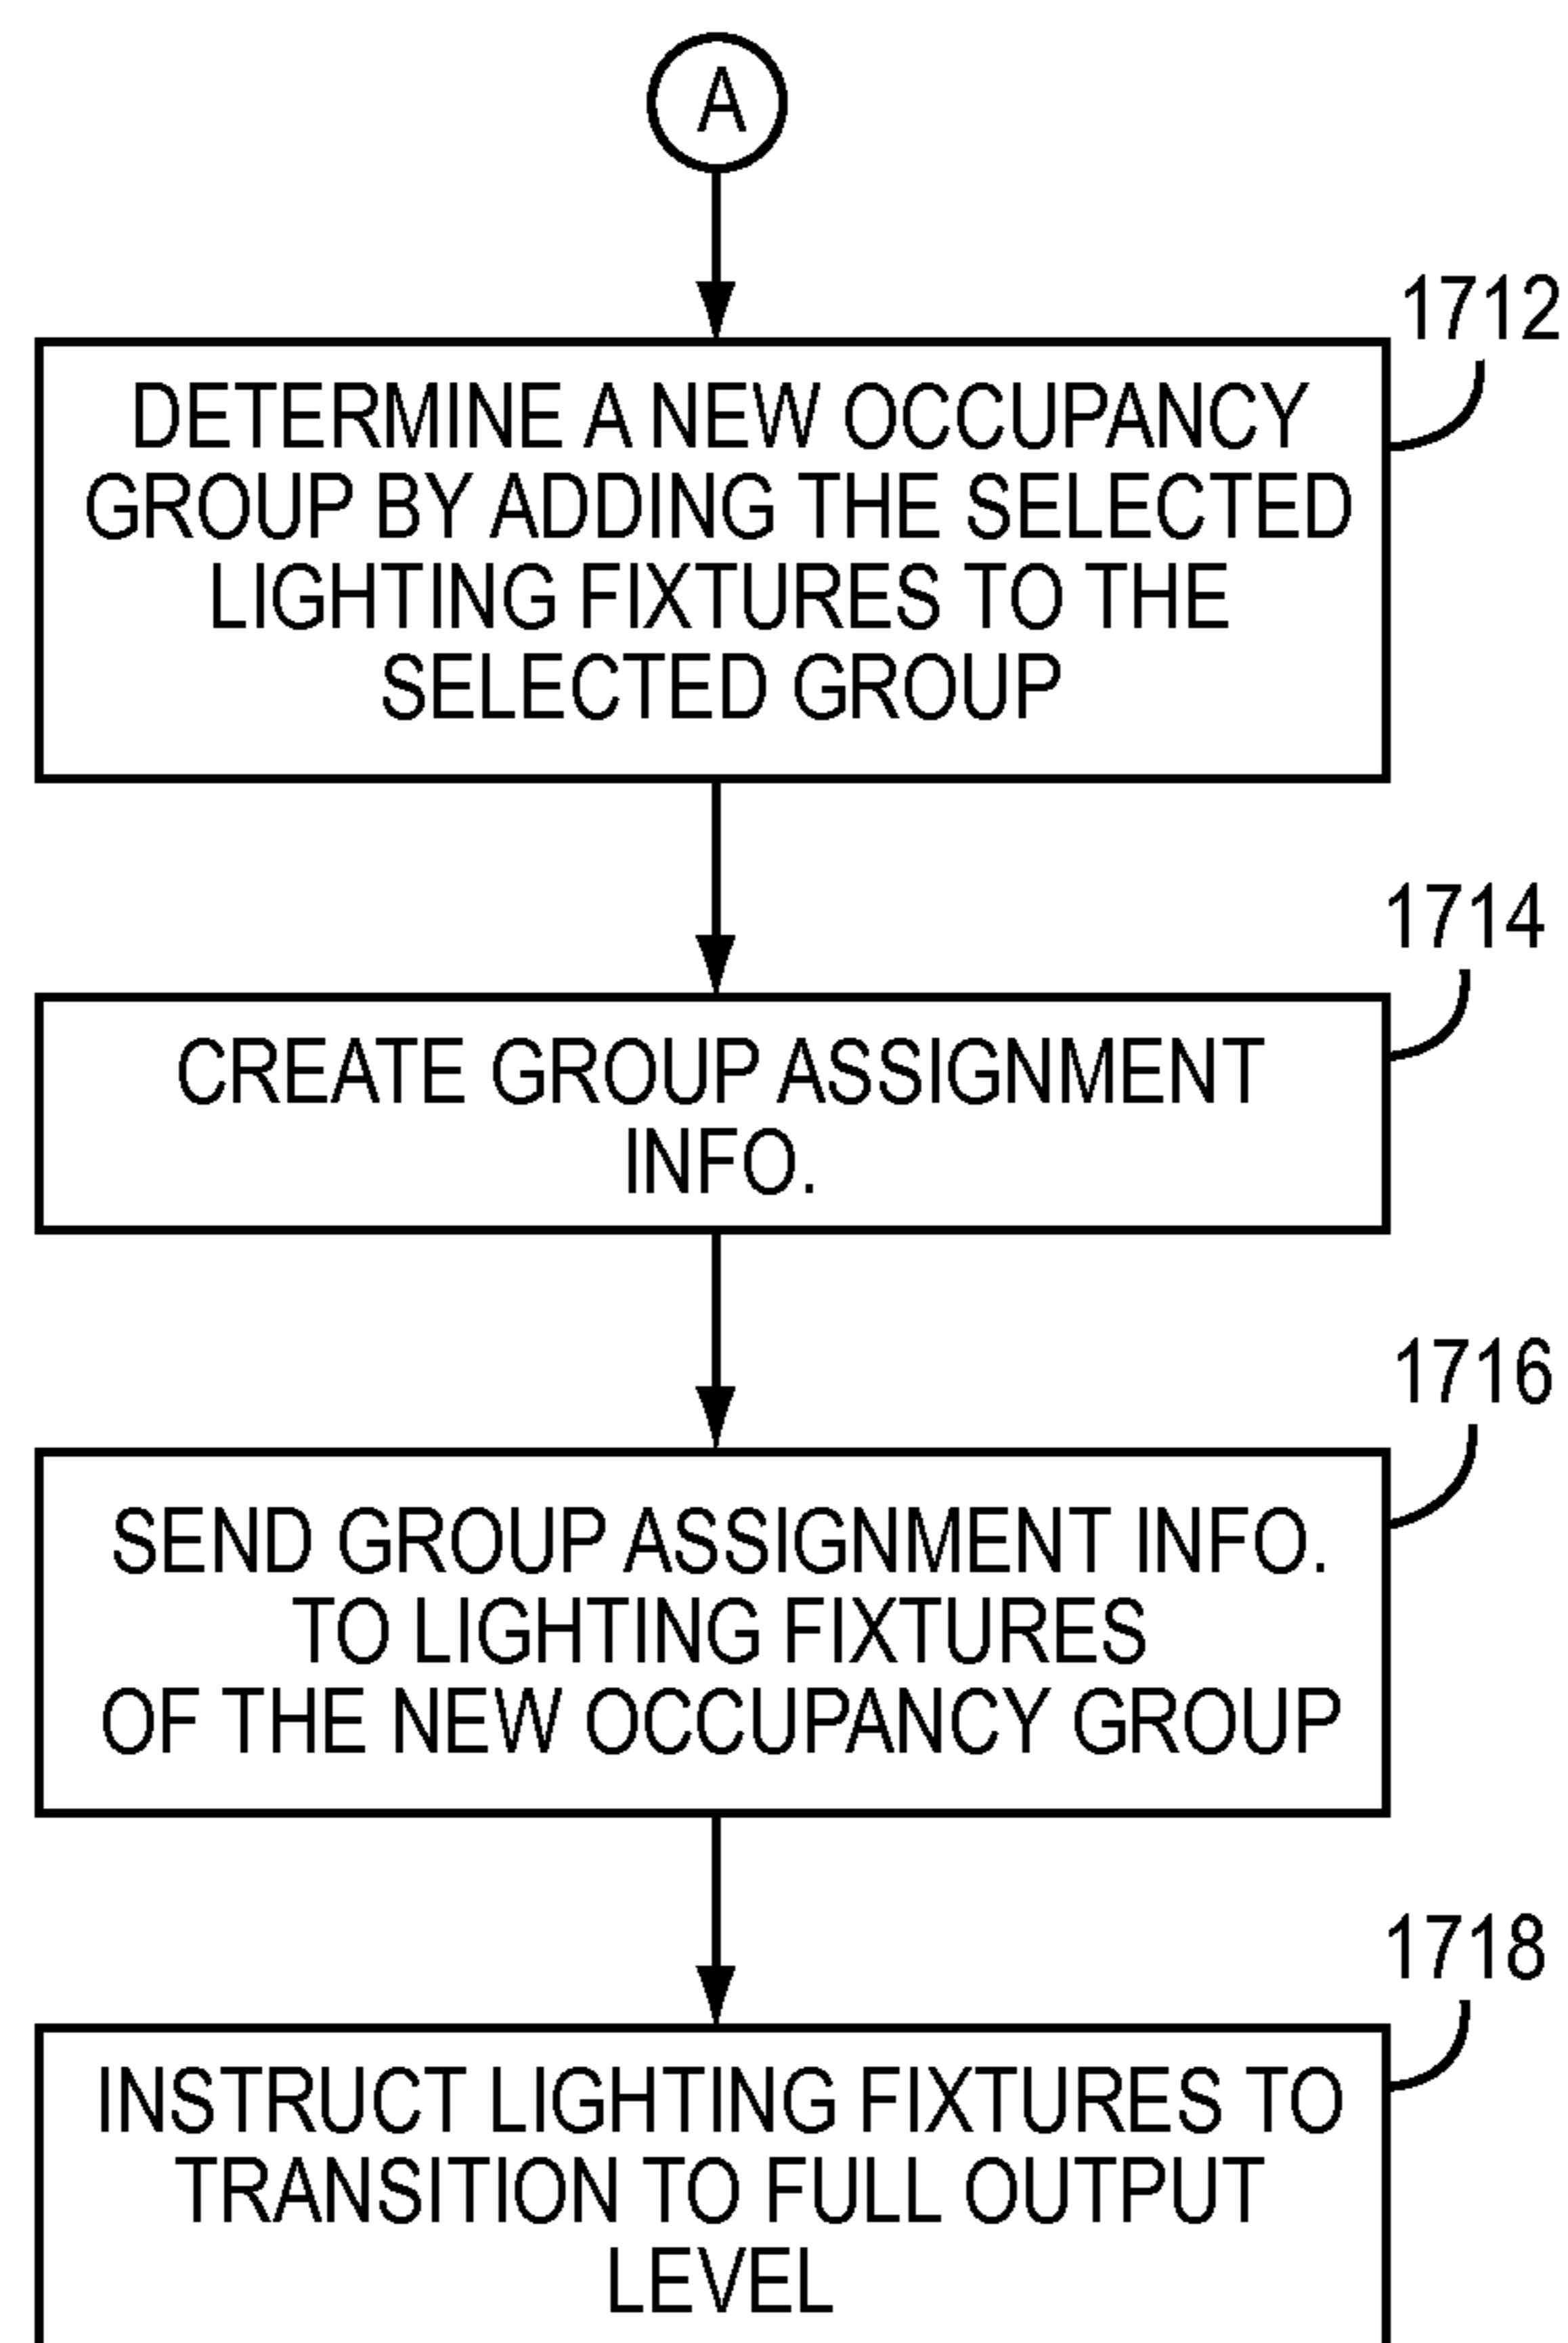 A
1712
DETERMINE A NEW OCCUPANCY
GROUP BY ADDING THE SELECTED
LIGHTING FIXTURES TO THE
SELECTED GROUP
1714
CREATE GROUP ASSIGNMENT
INFO.
1716
SEND GROUP ASSIGNMENT INFO.
TO LIGHTING FIXTURES
OF THE NEW OCCUPANCY GROUP
1718
INSTRUCT LIGHTING FIXTURES TO
TRANSITION TO FULL OUTPUT
LEVEL